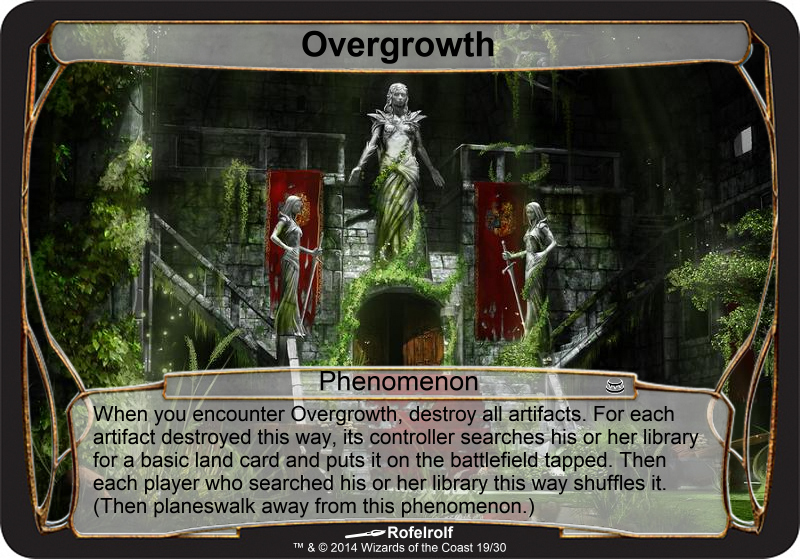 Overgrowth
Phenomenon
When you encounter Overgrowth, destroy all artifacts. For each
artifact destroyed this way, its controller searches his or her library
for a basic land card and puts it on the battlefield tapped. Then
each player who searched his or her library this way shuffles it.
(Then planeswalk away from this phenomenon.)
Rofelrolf
™ & © 2014 Wizards of the Coast 19/30